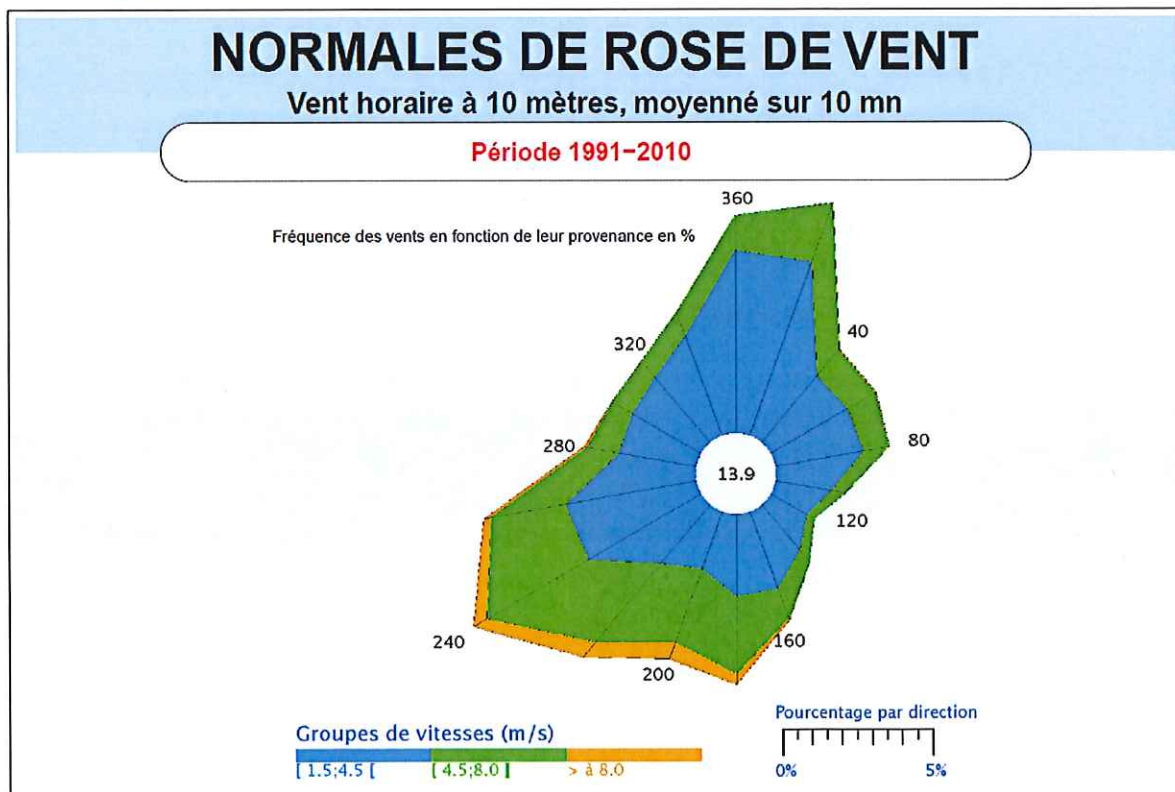 NORMALES DE ROSE DE VENT
Vent horaire à 10 mètres, moyenné sur 10 mn
Période 1991−2010
360
Fréquence des vents en fonction de leur provenance en %
40
320
80
280
13.9
120
240
200
160
Groupes de vitesses (m/s)
[ 1.5;4.5 [
[ 4.5;8.0 ]
> à 8.0
Pourcentage par direction
0%
5%